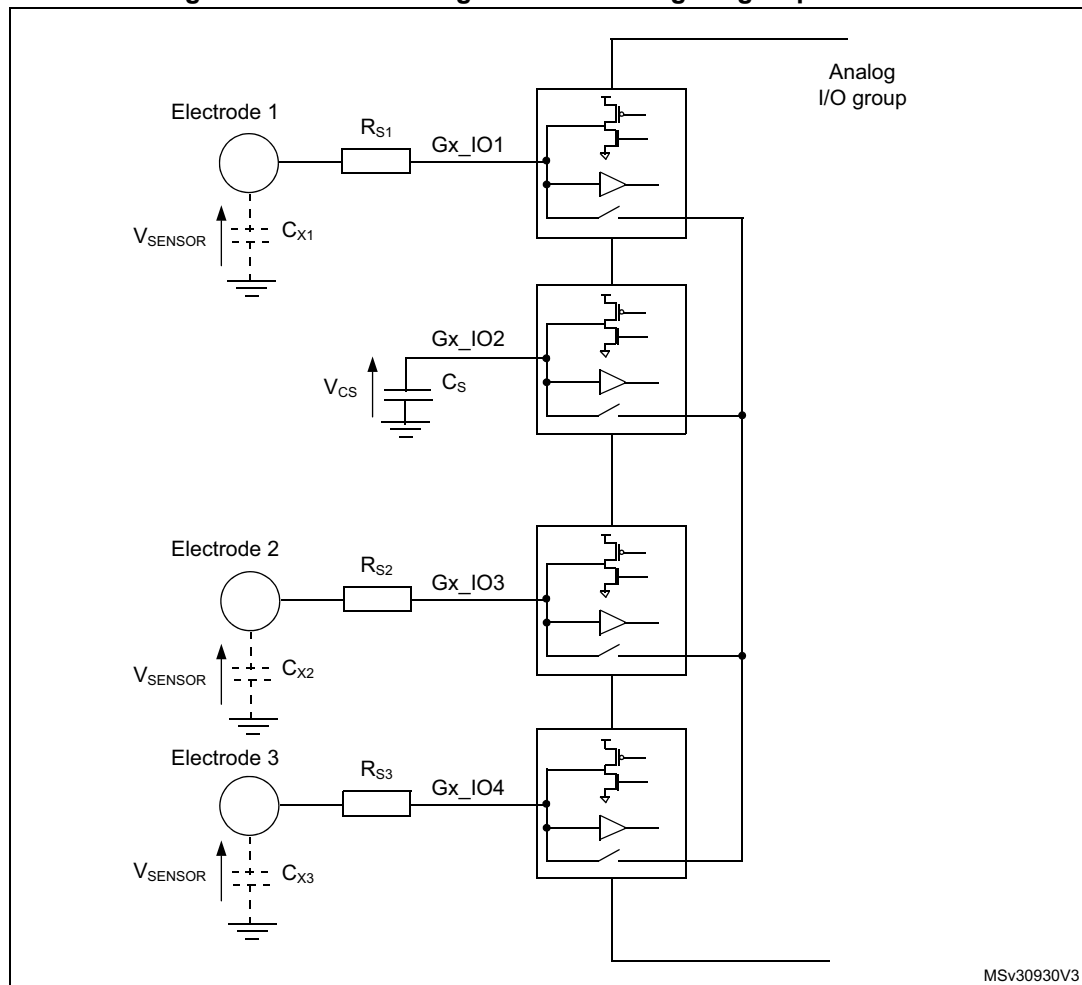 Analog
I/O group
Electrode 1
RS1
Gx_IO1
VSENSOR
CX1
Gx_IO2
VCS
CS
Electrode 2
RS2
Gx_IO3
VSENSOR
CX2
Electrode 3
RS3
Gx_IO4
VSENSOR
CX3
MSv30930V3